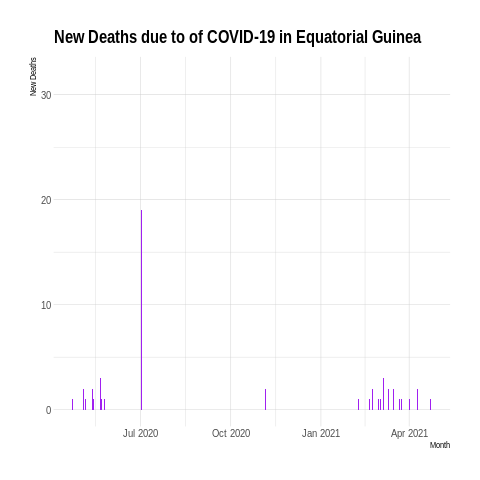 New Deaths due to of COVID-19 in Equatorial Guinea
New Deaths
30
20
10
0
Jul 2020 Oct 2020 Jan 2021 Apr 2021
Month